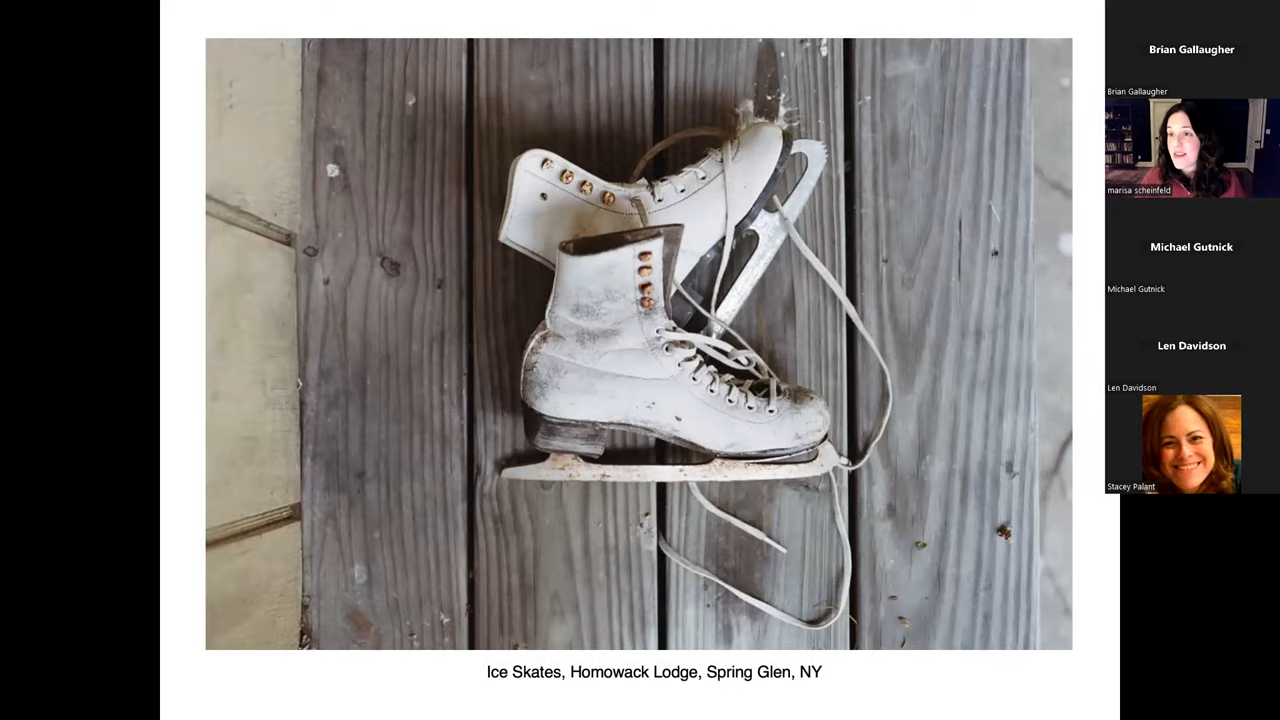 Ice Skates, Homowack Lodge, Spring Glen, NY
Brian Gallaugher
Brian Gallaugher
marisa scheinfeld
Michael Gutnick
Michael Gutnick
Len Davidson
Len Davidson
Stacey Palant